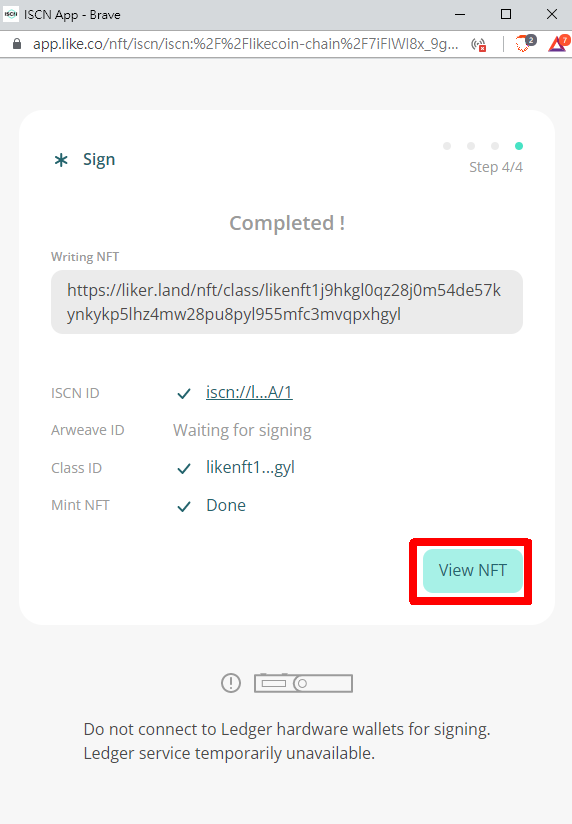 ISCN
ISCN App - Brave
app.like.co/nft/iscn/iscn:%2F%2Flikecoin-chain%2F7iFlWl8x_9g...
2
7
Sign
Step 4/4
Completed !
Writing NFT
https://liker.land/nft/class/likenft1j9hkgl0qz28j0m54de57k
ynkykp5lhz4mw28pu8pyl955mfc3mvqpxhgyl
ISCN ID
iscn://l...A/1
Arweave ID
Waiting for signing
Class ID
likenft1...gyl
Mint NFT
Done
View NFT
Do not connect to Ledger hardware wallets for signing.
Ledger service temporarily unavailable.